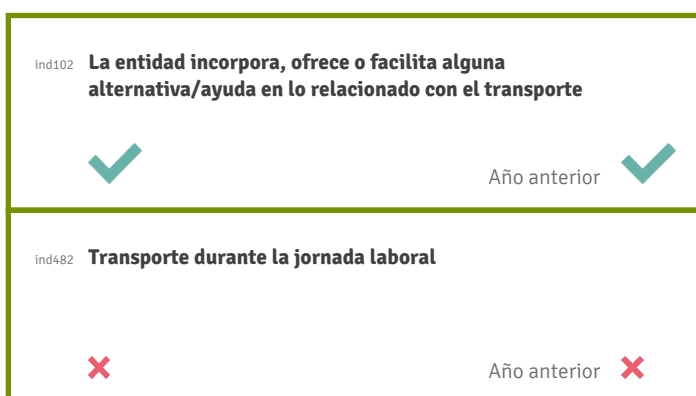 ind102 La entidad incorpora, ofrece o facilita alguna
alternativa/ayuda en lo relacionado con el transporte
Año anterior
ind482 Transporte durante la jornada laboral
Año anterior